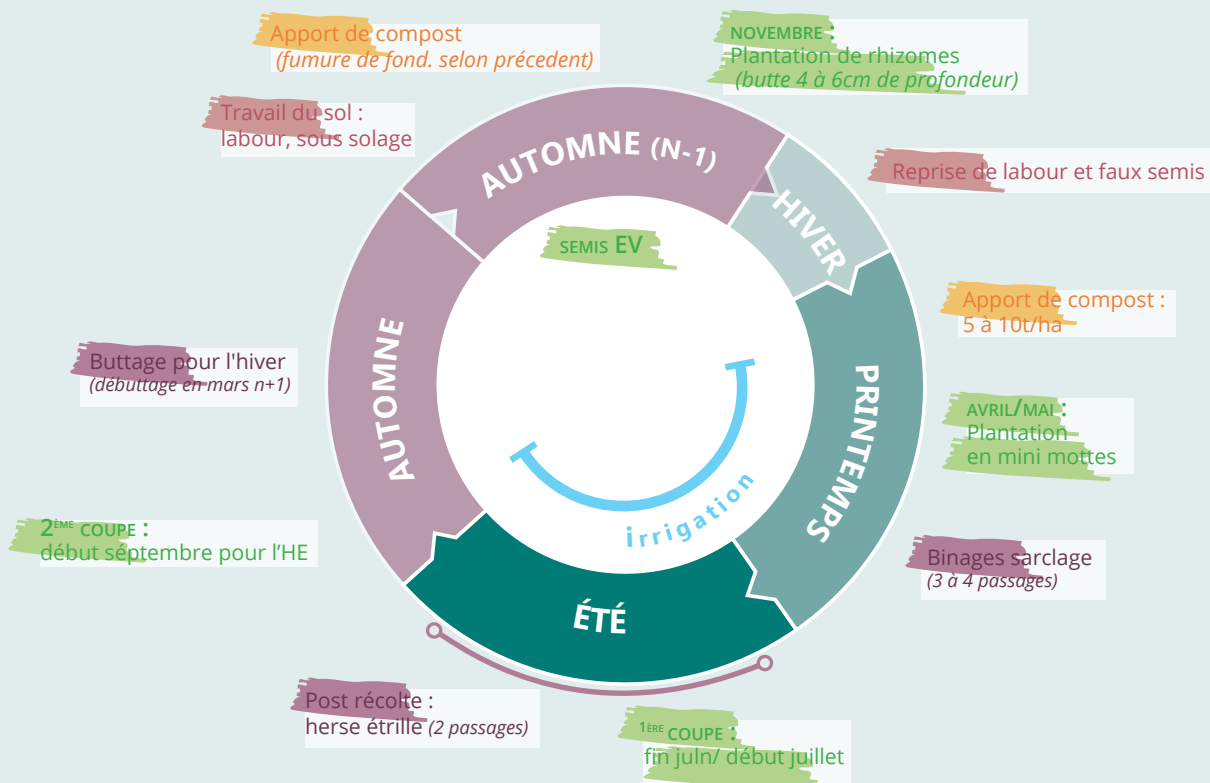 Apport de compost
(fumure de fond. selon précedent)
NOVEMBRE :
Plantation de rhizomes
(butte 4 à 6cm de profondeur)
Travail du sol :
labour, sous solage
AUTOMNE (N-1)
Reprise de labour et faux semis
HIVER
SEMIS EV
Apport de compost :
5 à 10t/ha
AUTOMNE
Buttage pour l'hiver
(débuttage en mars n+1)
PRINTEMPS
AVRIL/MAI :
Plantation
en mini mottes
irrigation
2ÈME COUPE :
début séptembre pour l'HE
Binages sarclage
(3 à 4 passages)
ÉTÉ
Post récolte :
herse étrille (2 passages)
1ÈRE COUPE :
fin juln/ début juillet